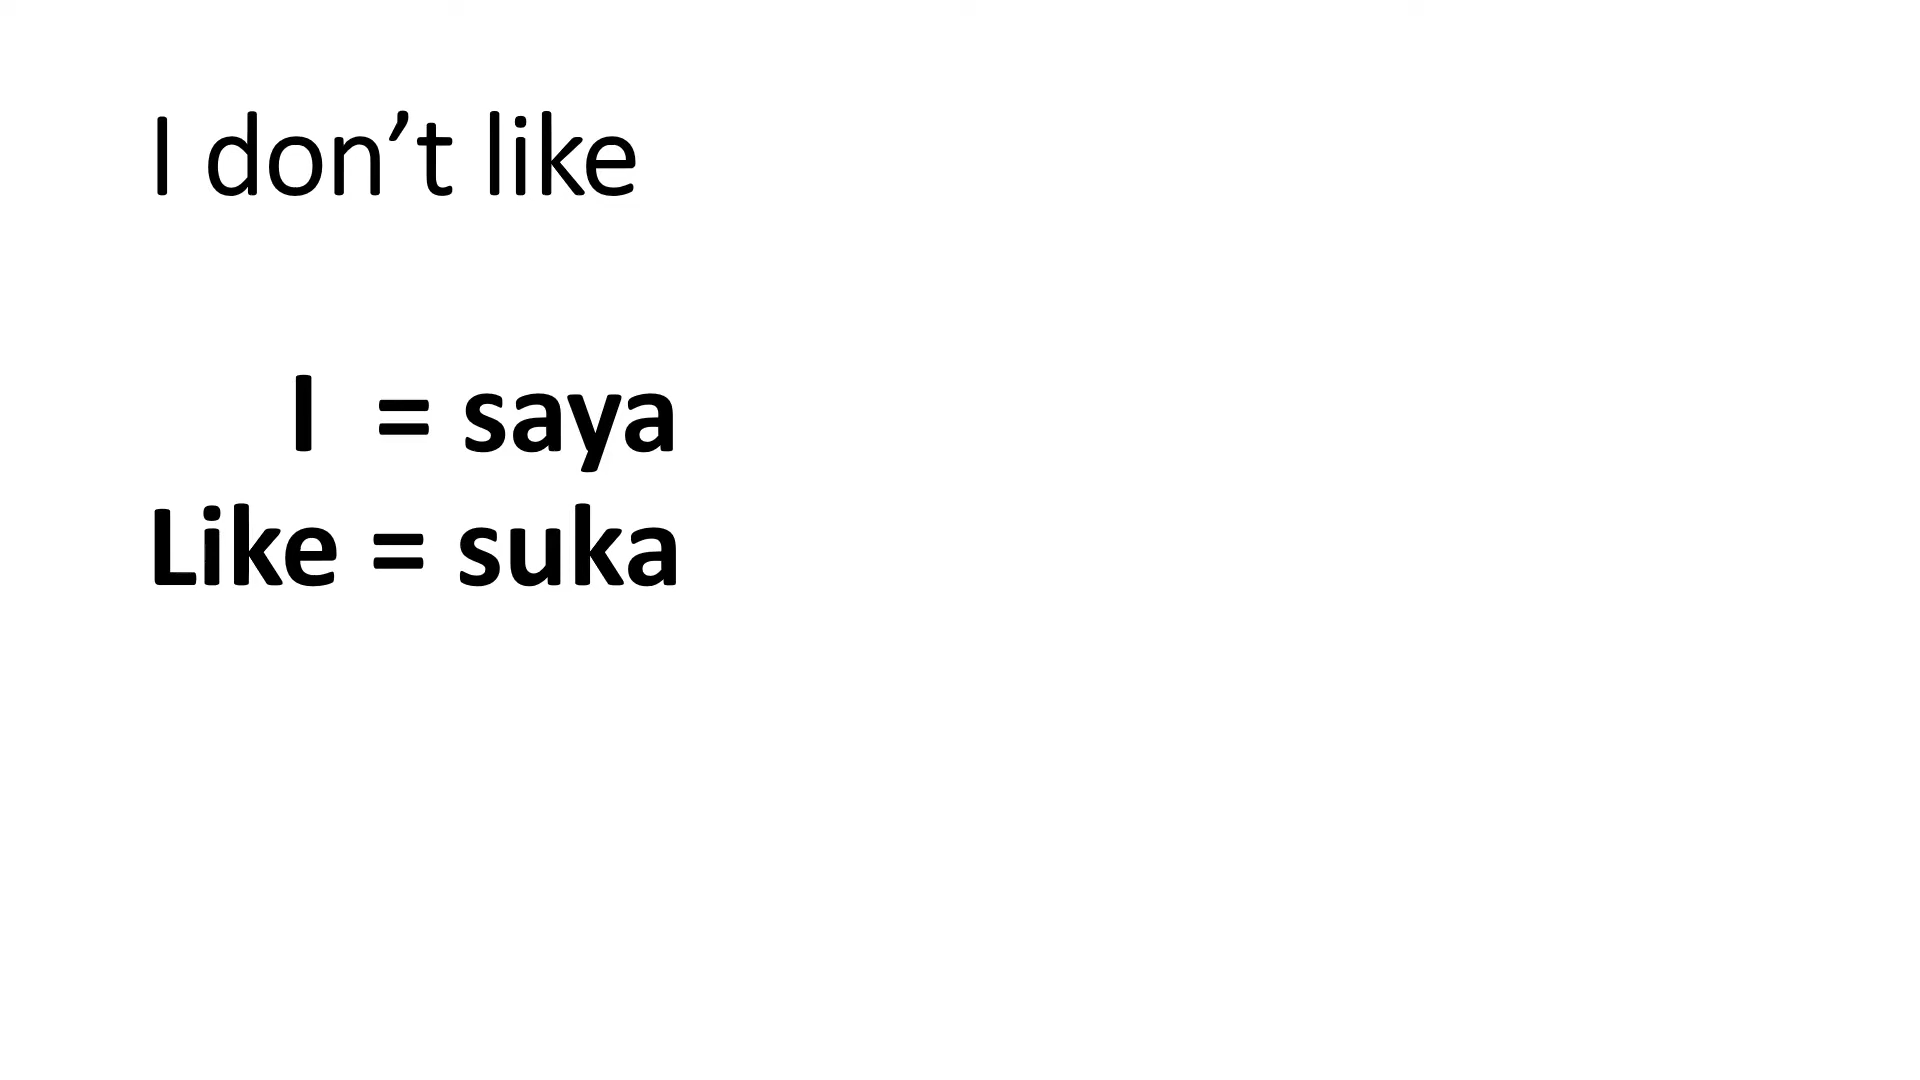 I don’t like
I = saya
Like = suka